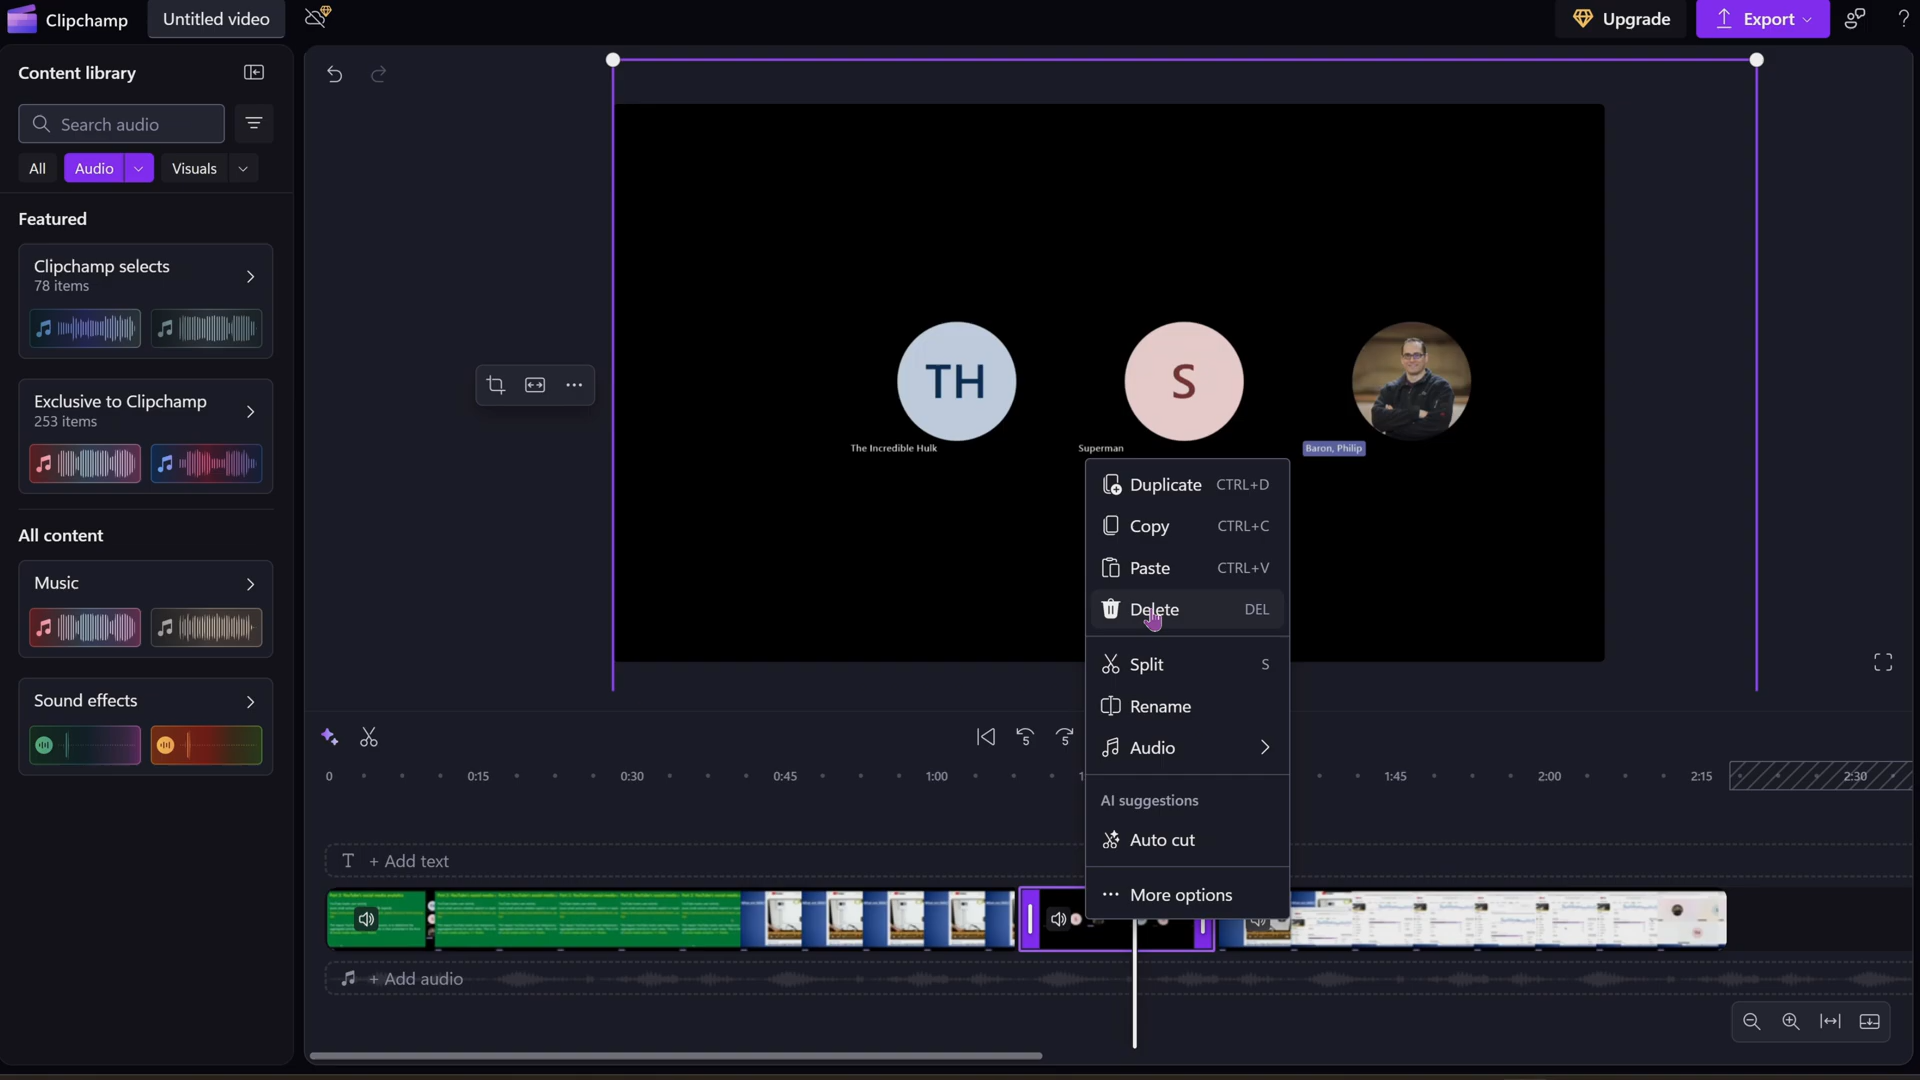 Clipchamp
Untitled video
Upgrade
Export
?
Content library
Search audio
All
Audio
Visuals
Featured
Clipchamp selects
78 items
Exclusive to Clipchamp
253 items
All content
Music
Sound effects
TH
S
The Incredible Hulk
Superman
Baron, Philip
Duplicate CTRL+D
Copy CTRL+C
Paste CTRL+V
Delete DEL
Split S
Rename
Audio
AI suggestions
Auto cut
More options
5 5
0 0:15 0:30 0:45 1:00 1:45 2:00 2:15 2:30
T + Add text
+ Add audio